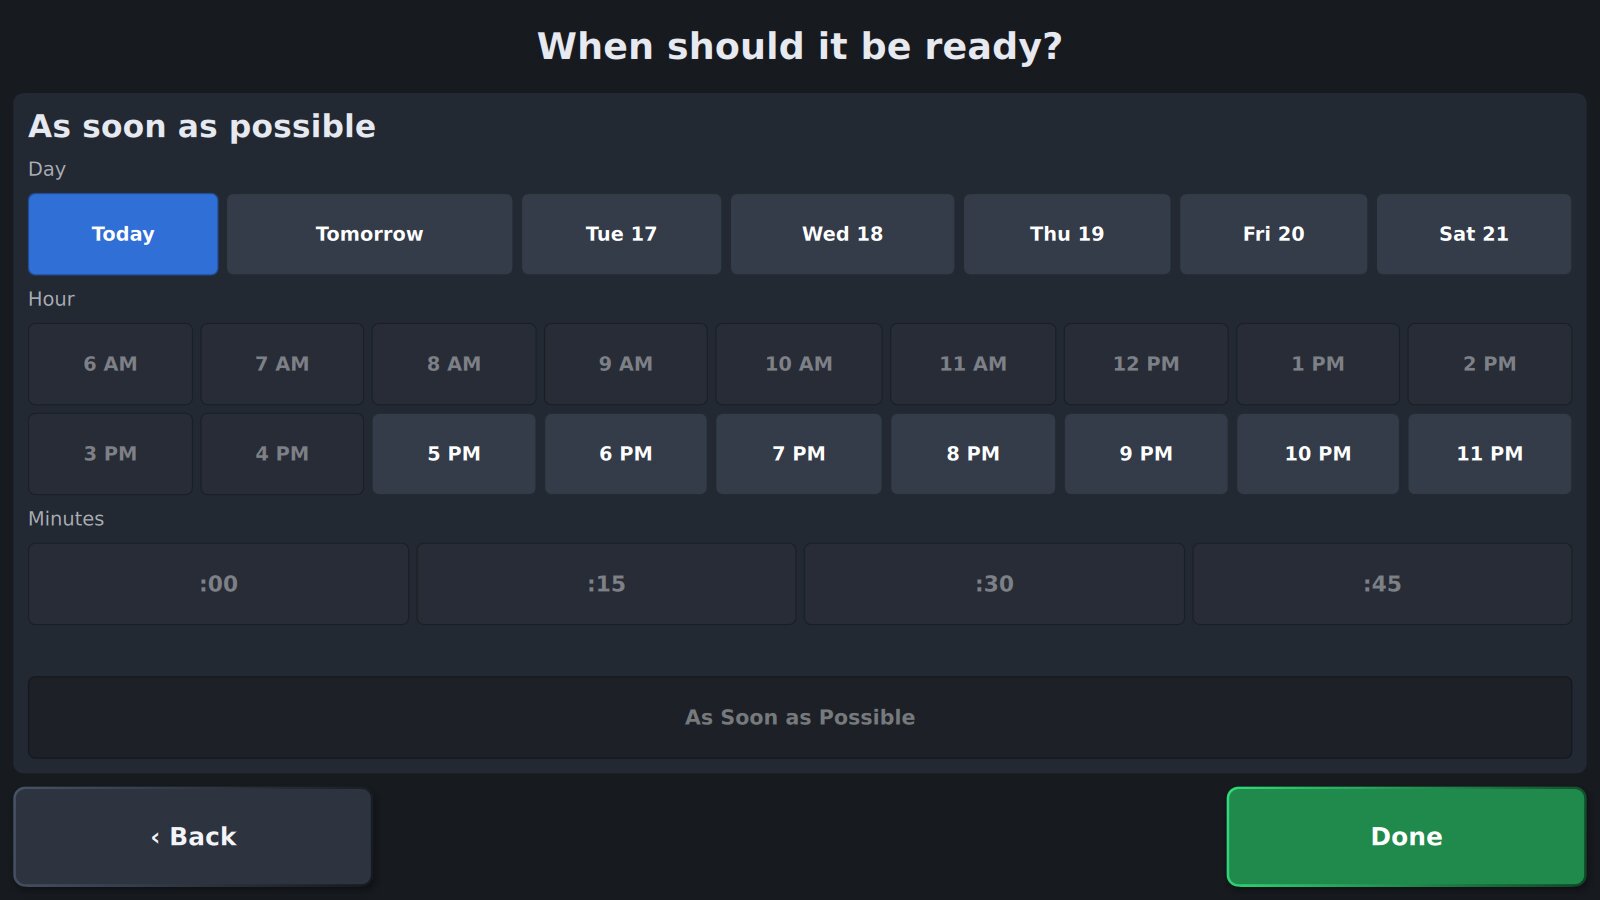 When should it be ready?
As soon as possible
Day
Today Tomorrow Tue 17 Wed 18 Thu 19 Fri 20 Sat 21
Hour
6 AM 7 AM 8 AM 9 AM 10 AM 11 AM 12 PM 1 PM 2 PM
3 PM 4 PM 5 PM 6 PM 7 PM 8 PM 9 PM 10 PM 11 PM
Minutes
:00 :15 :30 :45
As Soon as Possible
‹ Back Done